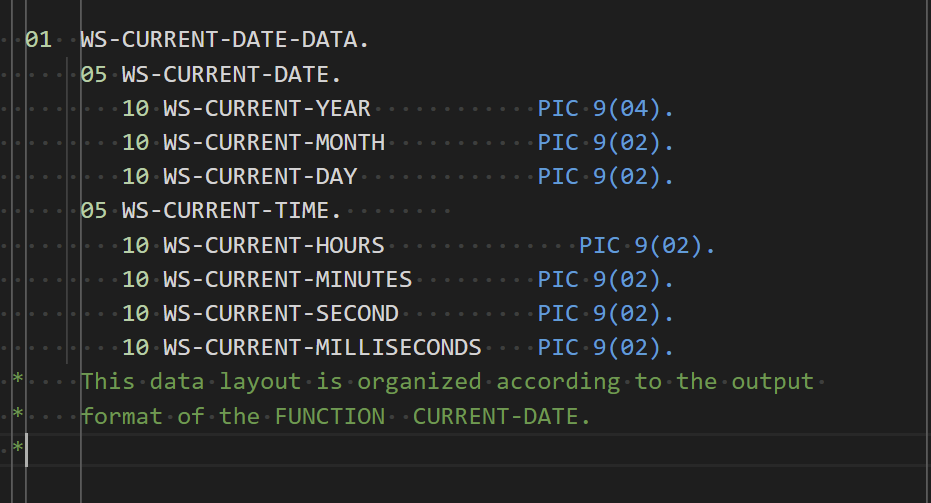 01  WS-CURRENT-DATE-DATA.
05 WS-CURRENT-DATE.
10 WS-CURRENT-YEAR            PIC 9(04).
10 WS-CURRENT-MONTH           PIC 9(02).
10 WS-CURRENT-DAY             PIC 9(02).
05 WS-CURRENT-TIME.
10 WS-CURRENT-HOURS              PIC 9(02).
10 WS-CURRENT-MINUTES         PIC 9(02).
10 WS-CURRENT-SECOND          PIC 9(02).
10 WS-CURRENT-MILLISECONDS    PIC 9(02).
*    This data layout is organized according to the output
*    format of the FUNCTION  CURRENT-DATE.
*